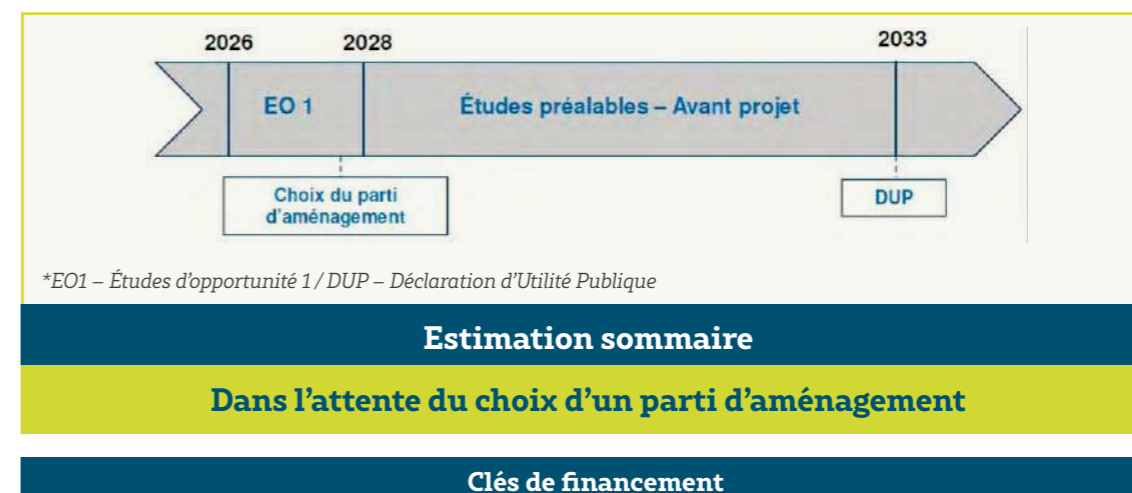 2026 2028 2033
EO 1 Études préalables – Avant projet
Choix du parti
d'aménagement
DUP
*EO1 – Études d'opportunité 1 / DUP – Déclaration d'Utilité Publique
Estimation sommaire
Dans l'attente du choix d'un parti d'aménagement
Clés de financement